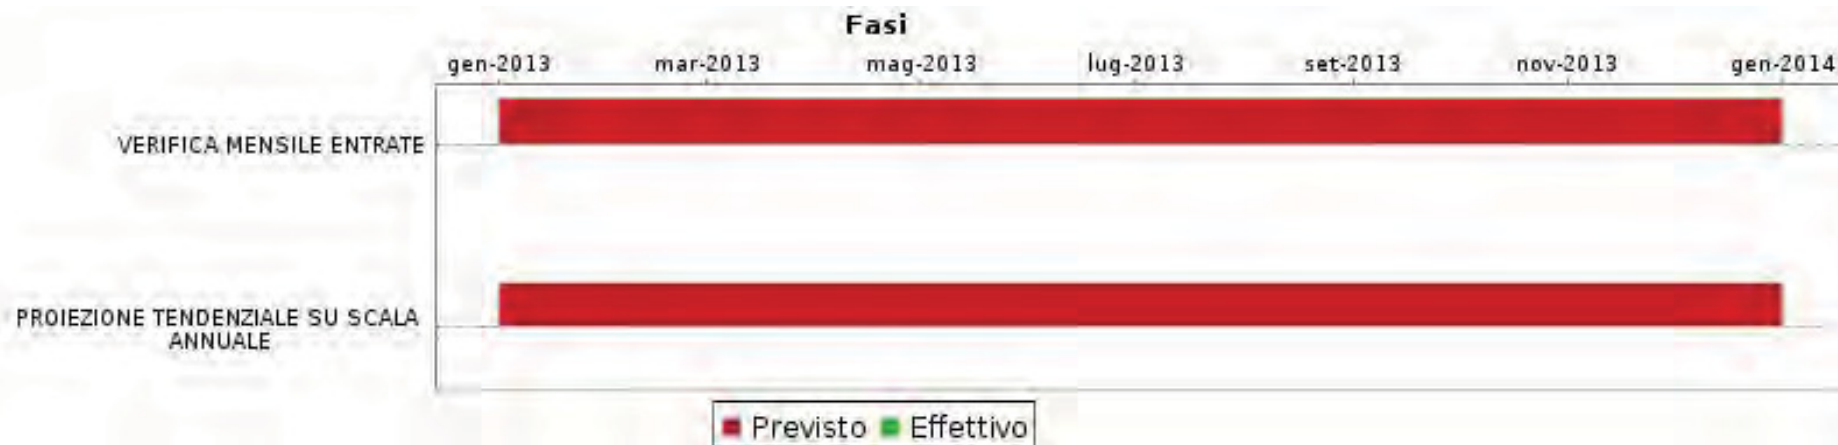 Fasi
gen-2013 mar-2013 mag-2013 lug-2013 set-2013 nov-2013 gen-2014
VERIFICA MENSILE ENTRATE
PROIEZIONE TENDENZIALE SU SCALA
ANNUALE
Previsto Effettivo